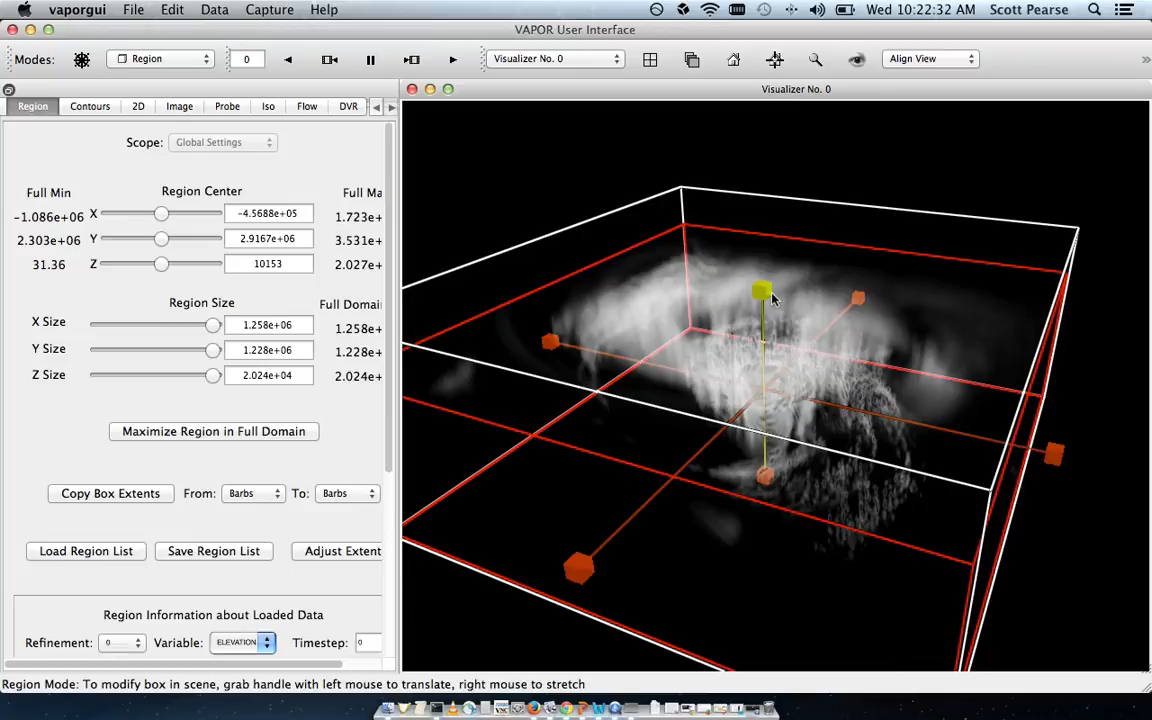 vaporgui File Edit Data Capture Help Wed 10:22:32 AM Scott Pearse
VAPOR User Interface
Modes: Region 0 Visualizer No. 0 Align View
Visualizer No. 0
Region Contours 2D Image Probe Iso Flow DVR
Scope: Global Settings
Full Min Region Center Full Ma
-1.086e+06 X -4.5688e+05 1.723e+
2.303e+06 Y 2.9167e+06 3.531e+
31.36 Z 10153 2.027e+
Region Size Full Domai
X Size 1.258e+06 1.258e+
Y Size 1.228e+06 1.228e+
Z Size 2.024e+04 2.024e+
Maximize Region in Full Domain
Copy Box Extents From: Barbs To: Barbs
Load Region List Save Region List Adjust Extent
Region Information about Loaded Data
Refinement: 0 Variable: ELEVATION Timestep: 0
Region Mode: To modify box in scene, grab handle with left mouse to translate, right mouse to stretch